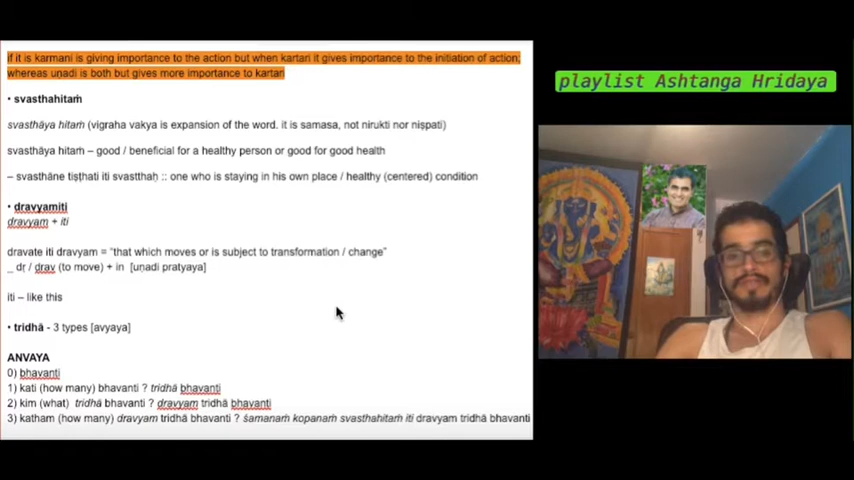 if it is karmani is giving importance to the action but when kartari it gives importance to the initiation of action;
whereas uṇadi is both but gives more importance to kartari
• svasthahitaṁ
svasthāya hitaṁ (vigraha vakya is expansion of the word. it is samasa, not nirukti nor niṣpati)
svasthāya hitaṁ – good / beneficial for a healthy person or good for good health
– svasthāne tiṣṭhati iti svastthaḥ :: one who is staying in his own place / healthy (centered) condition
• dravyamiti
dravyaṃ + iti
dravate iti dravyam = "that which moves or is subject to transformation / change"
_ dṛ / drav (to move) + in [uṇadi pratyaya]
iti – like this
• tridhā - 3 types [avyaya]
ANVAYA
0) bhavanti
1) kati (how many) bhavanti ? tridhā bhavanti
2) kim (what) tridhā bhavanti ? dravyaṃ tridhā bhavanti
3) katham (how many) dravyaṃ tridhā bhavanti ? śamanaṁ kopanaṁ svasthahitaṁ iti dravyam tridhā bhavanti
playlist Ashtanga Hridaya